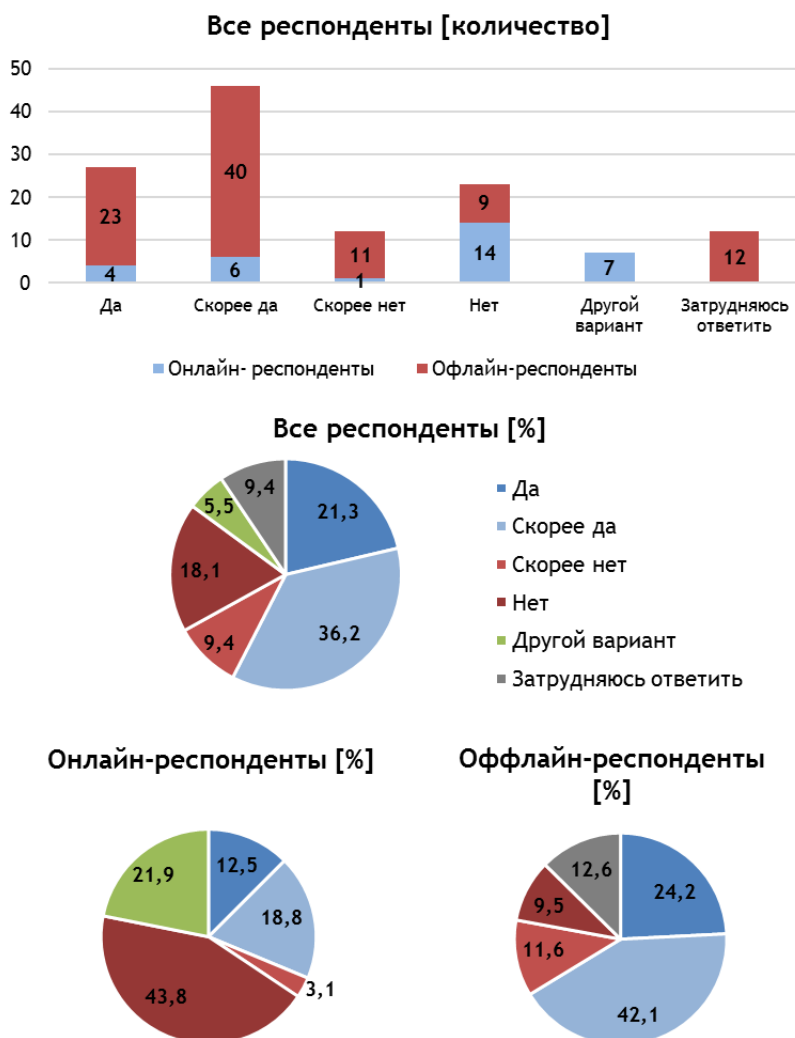 Все респонденты [количество]
50
40
30
20
10
0
23
4
40
6
11
1
9
14
7
12
Да
Скорее да
Скорее нет
Нет
Другой
вариант
Затрудняюсь
ответить
Онлайн- респонденты
Офлайн-респонденты
Все респонденты [%]
9,4
5,5
21,3
18,1
9,4
36,2
Да
Скорее да
Скорее нет
Нет
Другой вариант
Затрудняюсь ответить
Онлайн-респонденты [%]
21,9
12,5
18,8
3,1
43,8
Оффлайн-респонденты
[%]
12,6
24,2
9,5
11,6
42,1